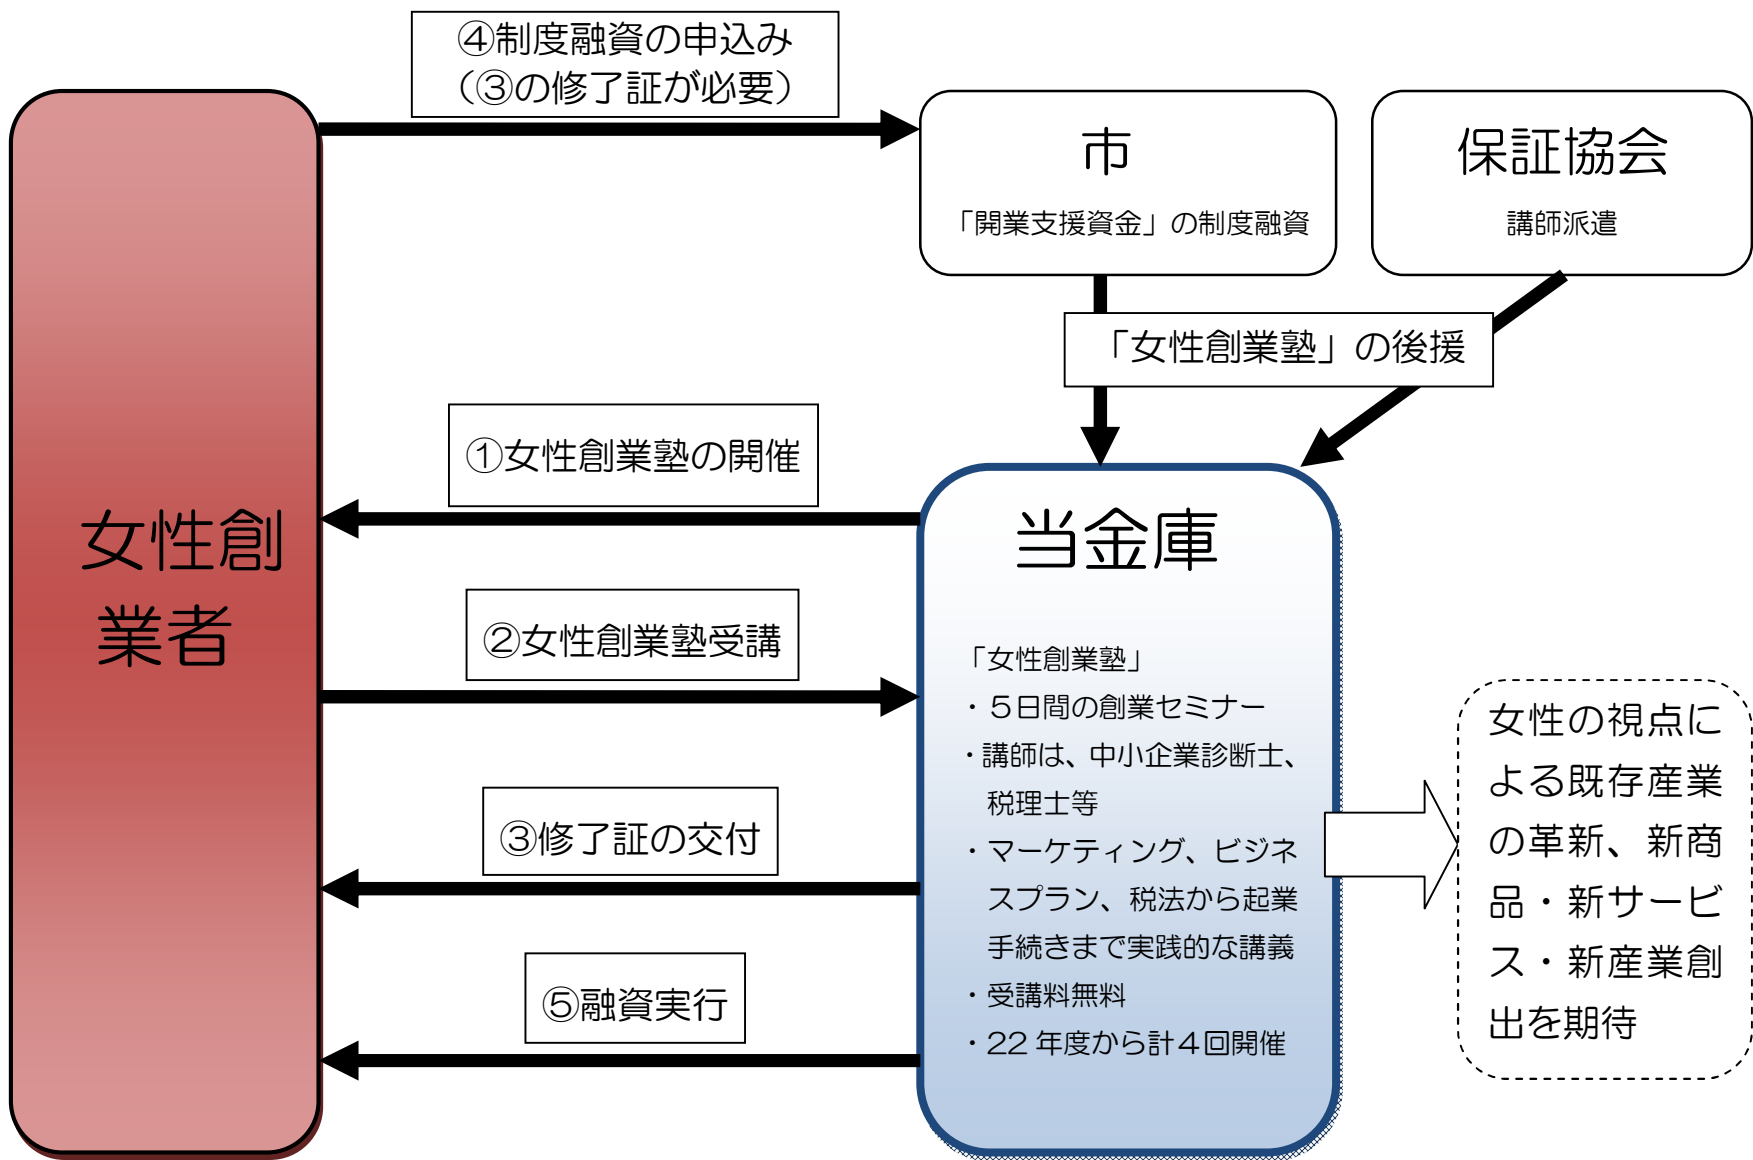 ④制度融資の申込み
（③の修了証が必要）
市
「開業支援資金」の制度融資
保証協会
講師派遣
「女性創業塾」の後援
①女性創業塾の開催
女性創
業者
②女性創業塾受講
③修了証の交付
⑤融資実行
当金庫
「女性創業塾」
・５日間の創業セミナー
・講師は、中小企業診断士、
税理士等
・マーケティング、ビジネ
スプラン、税法から起業
手続きまで実践的な講義
・受講料無料
・22 年度から計４回開催
女性の視点に
よる既存産業
の革新、新商
品・新サービ
ス・新産業創
出を期待